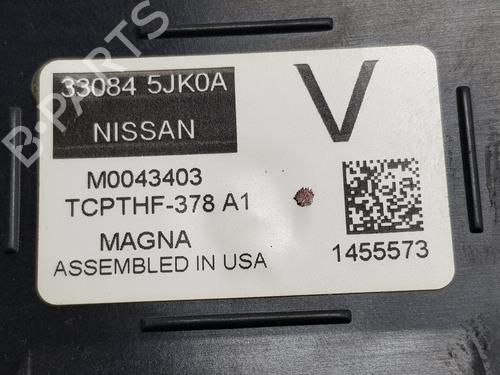 33084 5JK0A
V
NISSAN
M0043403
TCPTHF-378 A1
MAGNA
ASSEMBLED IN USA
1455573
B-PARTS